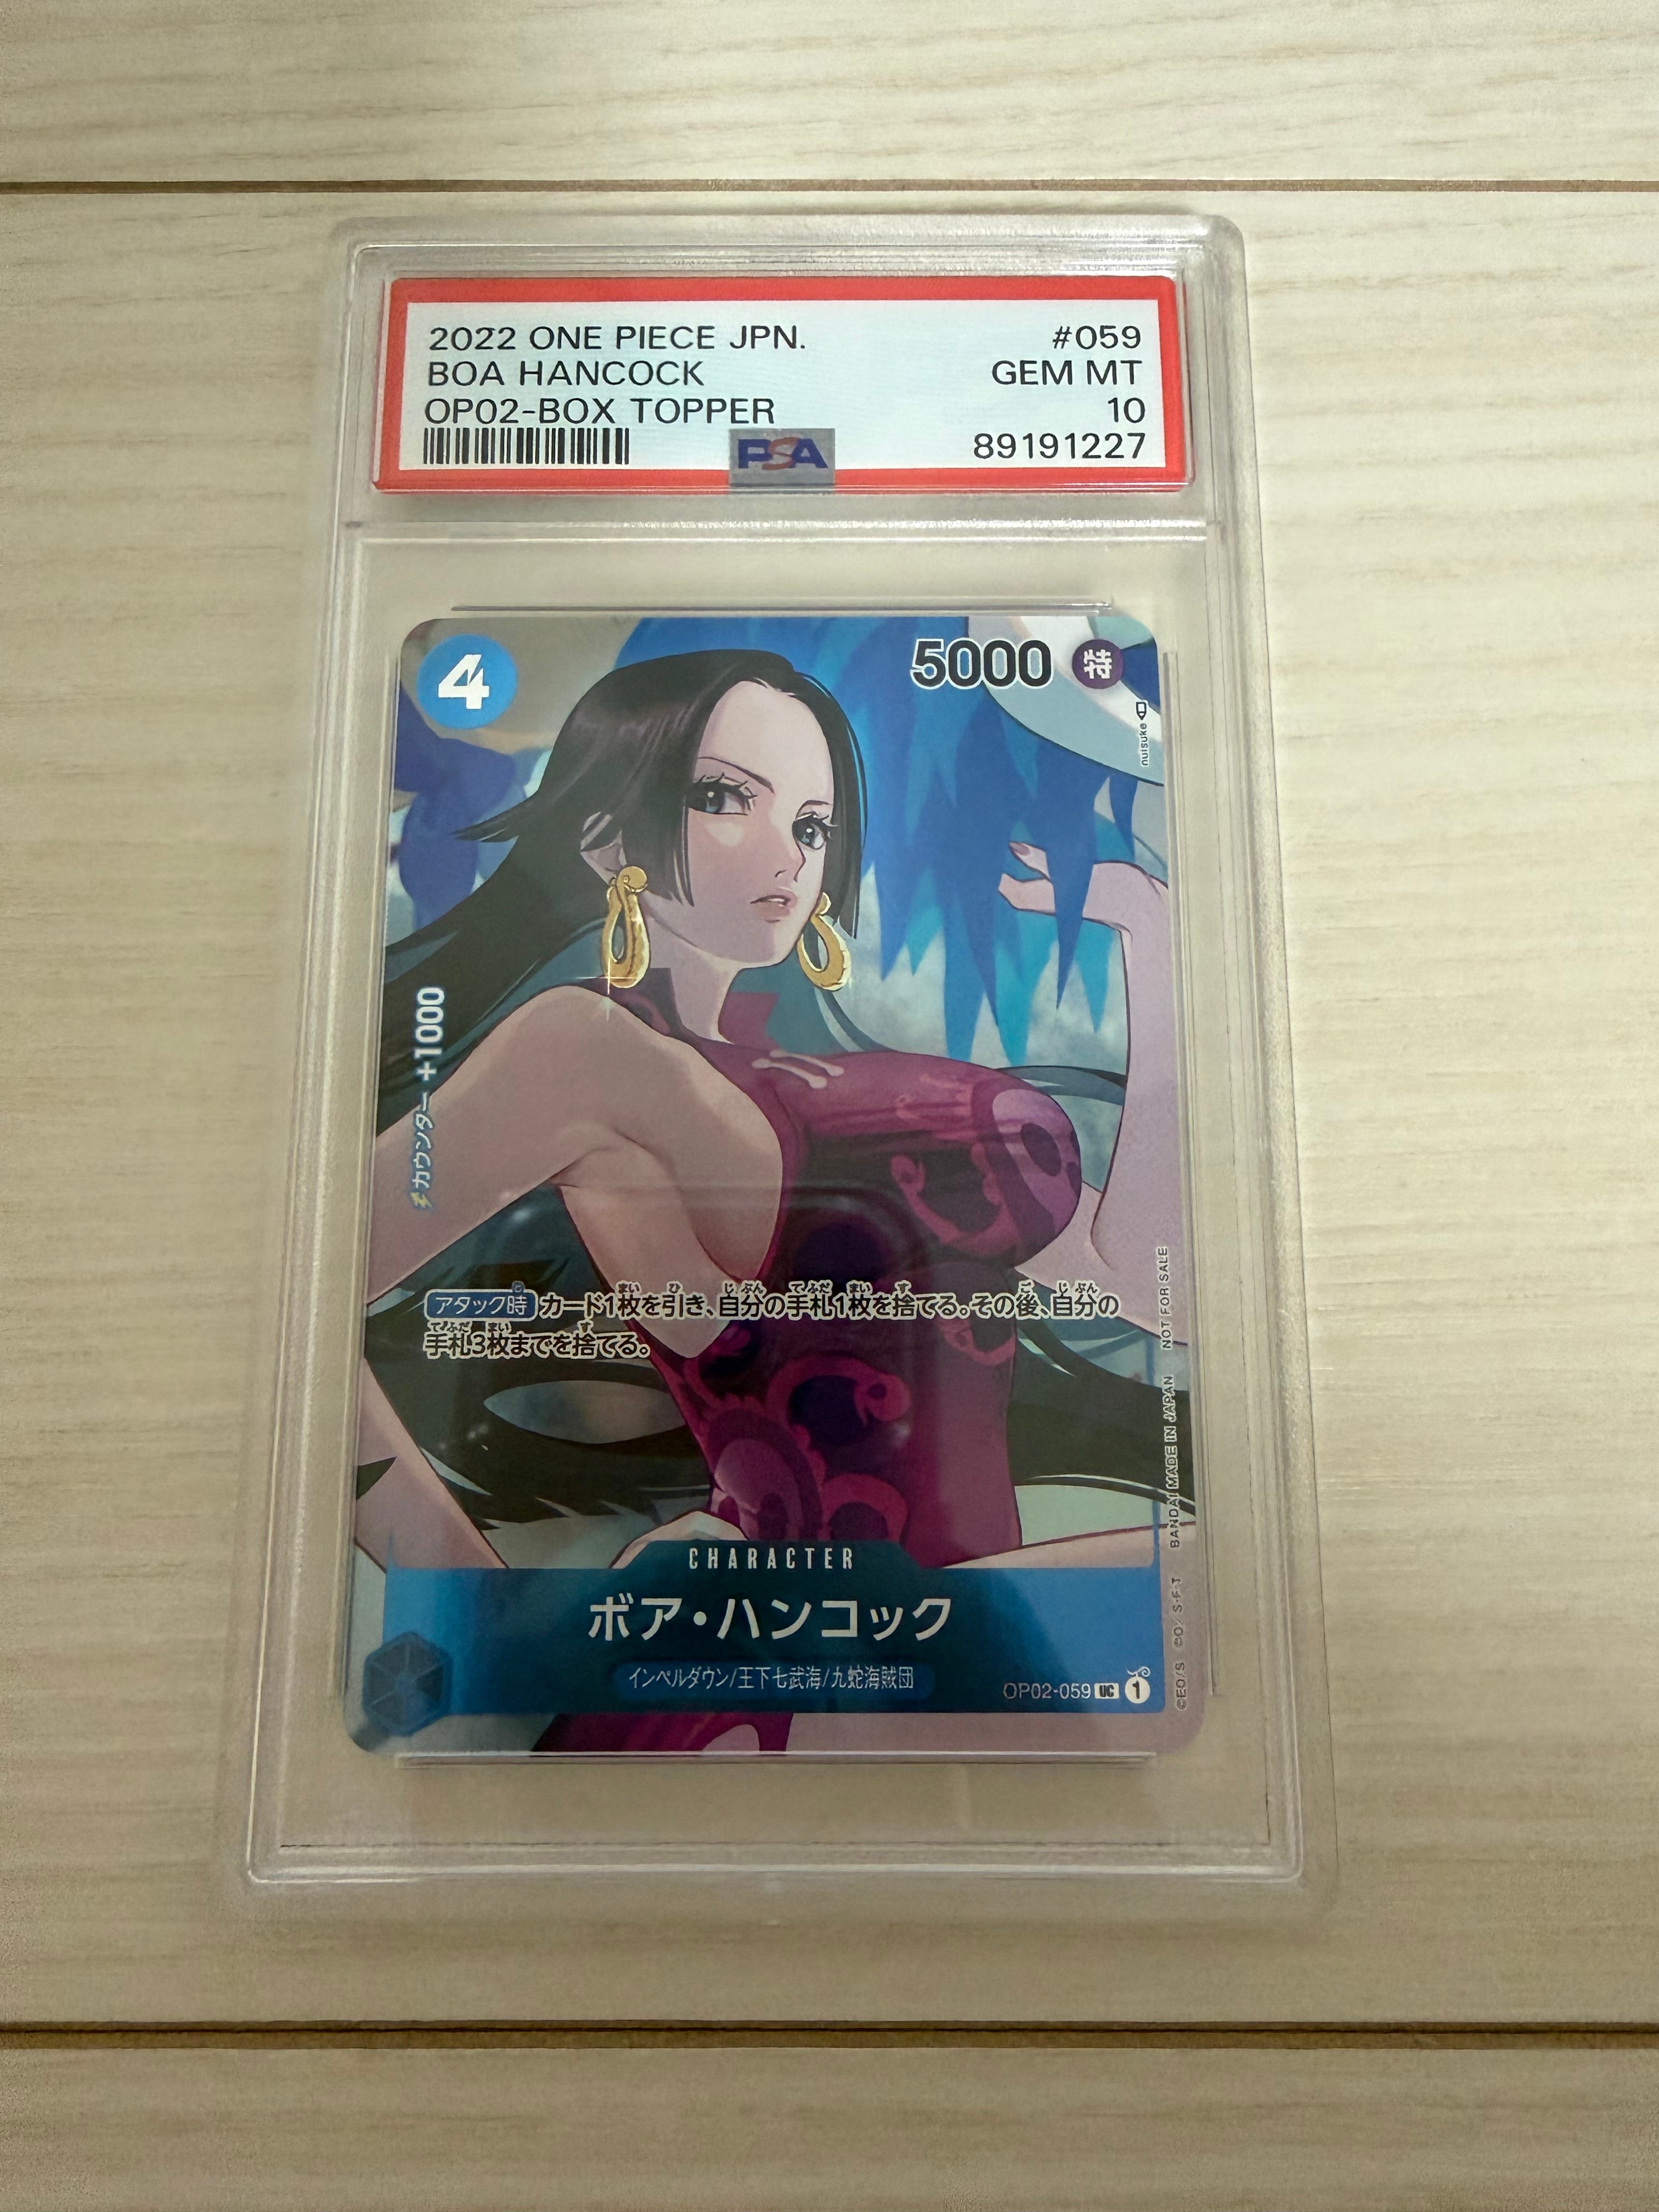 2022 ONE PIECE JPN. #059
BOA HANCOCK GEM MT
OP02-BOX TOPPER 10
PSA 89191227
4
5000 特
nuisuke
カウンター +1000
アタック時 カード1枚を引き、自分の手札1枚を捨てる。その後、自分の
手札3枚までを捨てる。
CHARACTER
ボア・ハンコック
インペルダウン/王下七武海/九蛇海賊団
OP02-059 UC 1
©EO/S ©O/ S・F・T BANDAI MADE IN JAPAN NOT FOR SALE